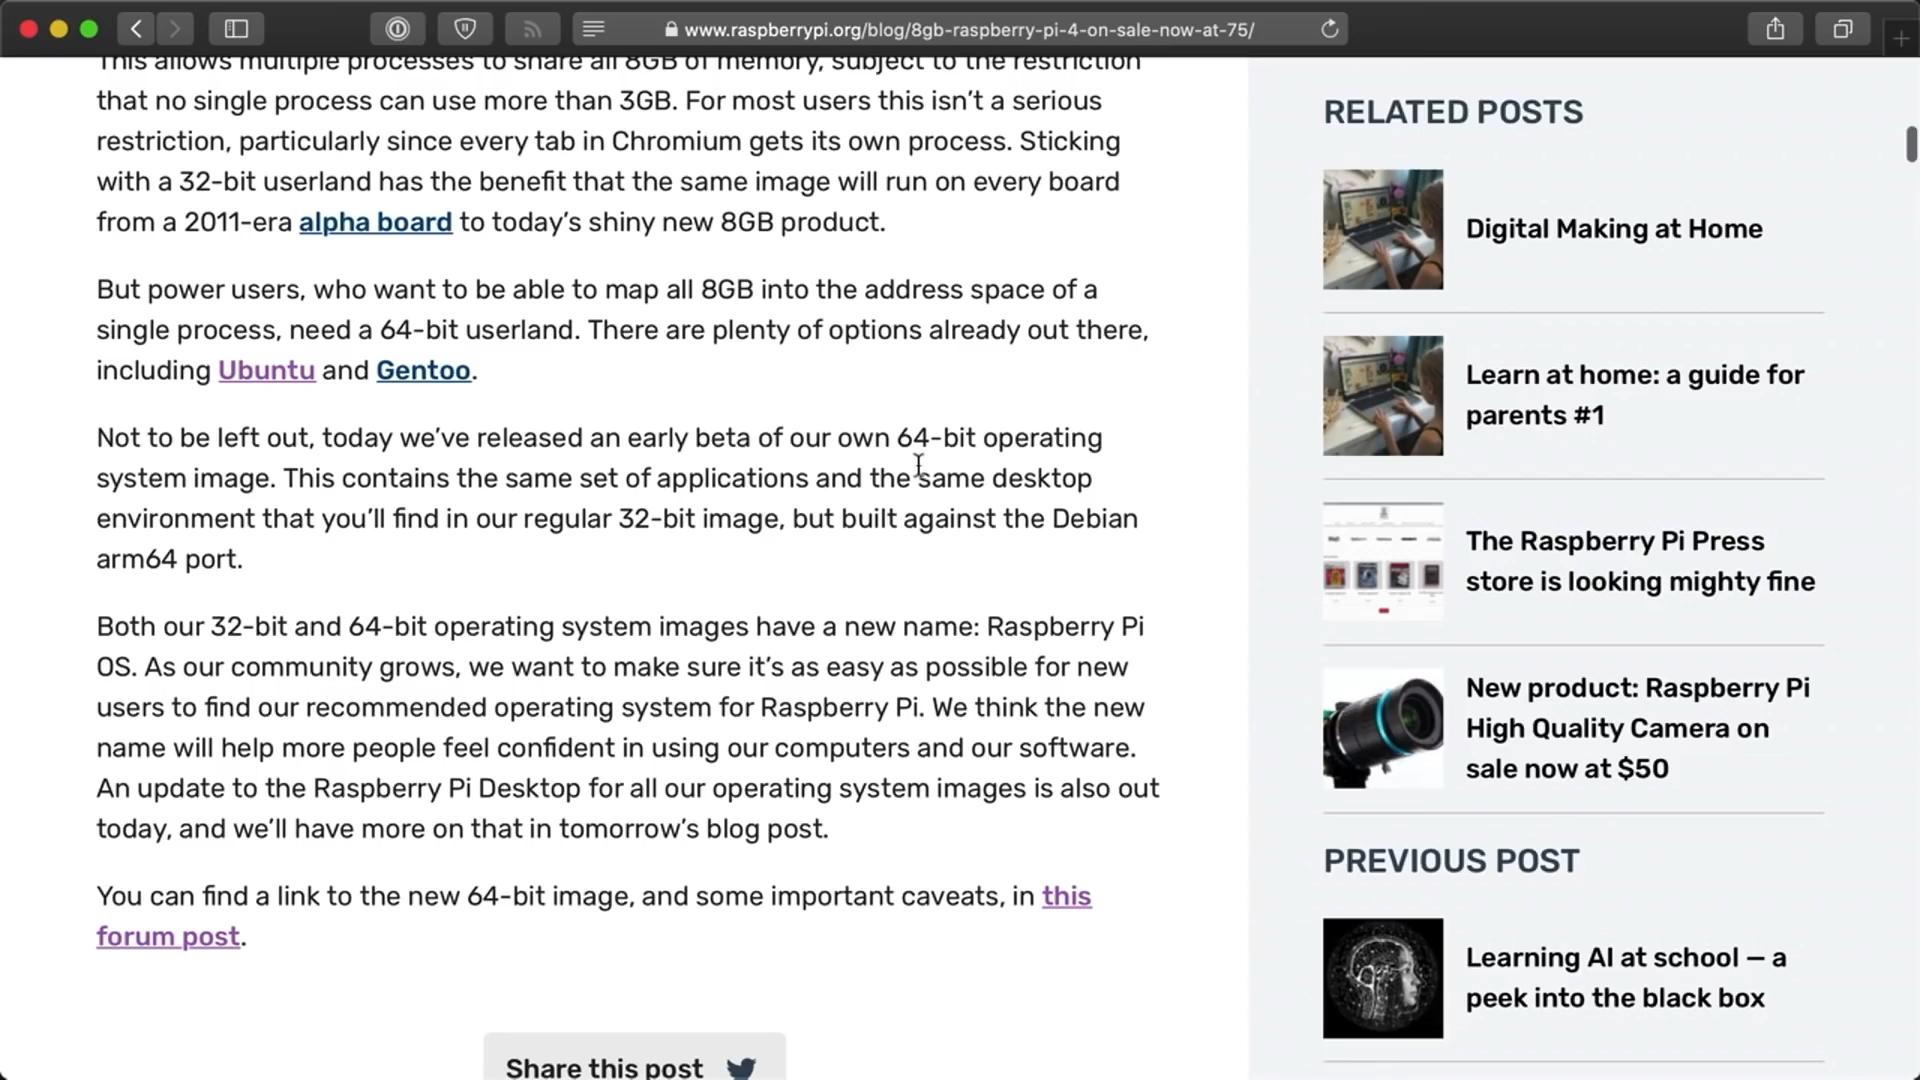 www.raspberrypi.org/blog/8gb-raspberry-pi-4-on-sale-now-at-75/
This allows multiple processes to share all 8GB of memory, subject to the restriction
that no single process can use more than 3GB. For most users this isn’t a serious
restriction, particularly since every tab in Chromium gets its own process. Sticking
with a 32-bit userland has the benefit that the same image will run on every board
from a 2011-era alpha board to today’s shiny new 8GB product.
But power users, who want to be able to map all 8GB into the address space of a
single process, need a 64-bit userland. There are plenty of options already out there,
including Ubuntu and Gentoo.
Not to be left out, today we’ve released an early beta of our own 64-bit operating
system image. This contains the same set of applications and the same desktop
environment that you’ll find in our regular 32-bit image, but built against the Debian
arm64 port.
Both our 32-bit and 64-bit operating system images have a new name: Raspberry Pi
OS. As our community grows, we want to make sure it’s as easy as possible for new
users to find our recommended operating system for Raspberry Pi. We think the new
name will help more people feel confident in using our computers and our software.
An update to the Raspberry Pi Desktop for all our operating system images is also out
today, and we’ll have more on that in tomorrow’s blog post.
You can find a link to the new 64-bit image, and some important caveats, in this
forum post.
Share this post
RELATED POSTS
Digital Making at Home
Learn at home: a guide for
parents #1
The Raspberry Pi Press
store is looking mighty fine
New product: Raspberry Pi
High Quality Camera on
sale now at $50
PREVIOUS POST
Learning AI at school — a
peek into the black box